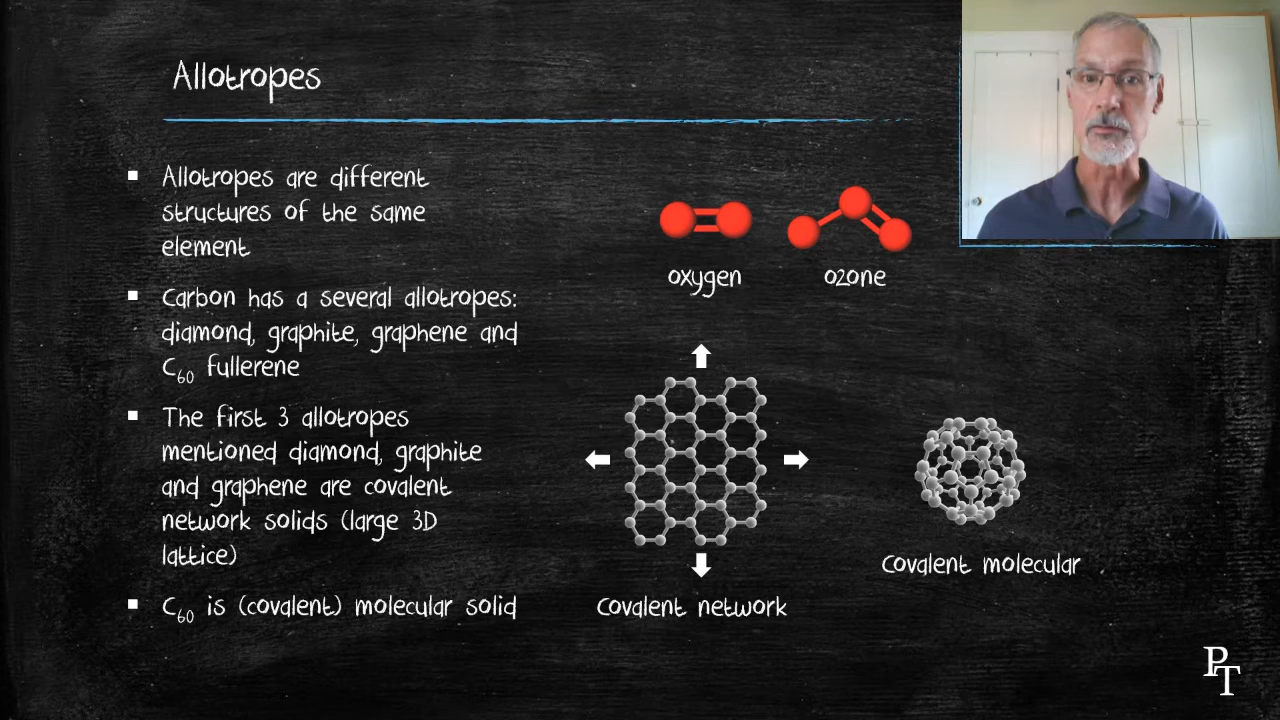 Allotropes
▪ Allotropes are different
structures of the same
element
▪ Carbon has a several allotropes:
diamond, graphite, graphene and
C₆₀ fullerene
▪ The first 3 allotropes
mentioned diamond, graphite
and graphene are covalent
network solids (large 3D
lattice)
▪ C₆₀ is (covalent) molecular solid
oxygen
ozone
Covalent network
Covalent molecular
PT